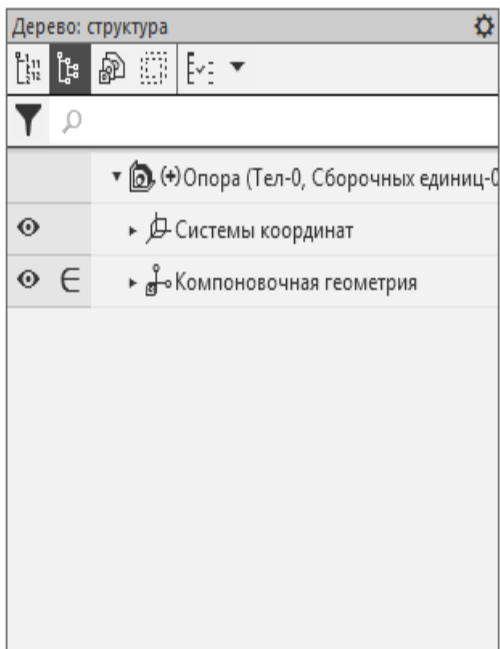 Дерево: структура
(+)Опора (Тел-0, Сборочных единиц-0
Системы координат
Компоновочная геометрия